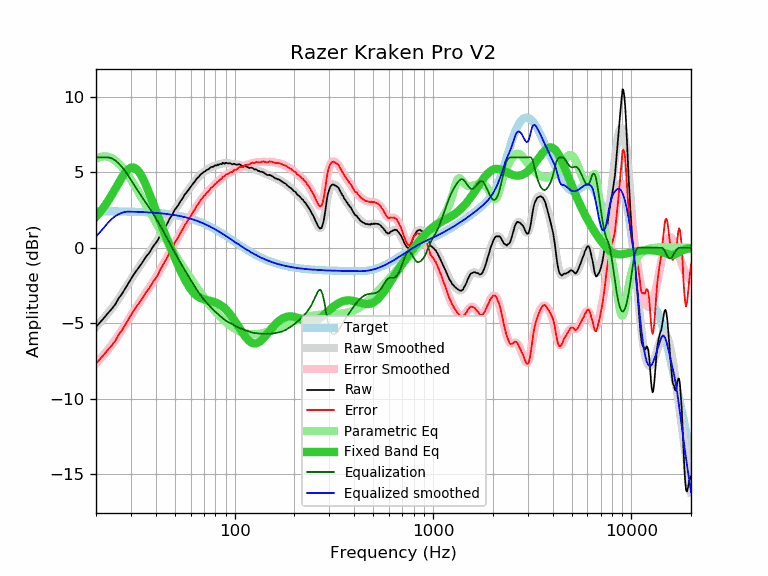 Razer Kraken Pro V2
Amplitude (dBr)
10
5
0
−5
−10
−15
Target
Raw Smoothed
Error Smoothed
Raw
Error
Parametric Eq
Fixed Band Eq
Equalization
Equalized smoothed
100 1000 10000
Frequency (Hz)